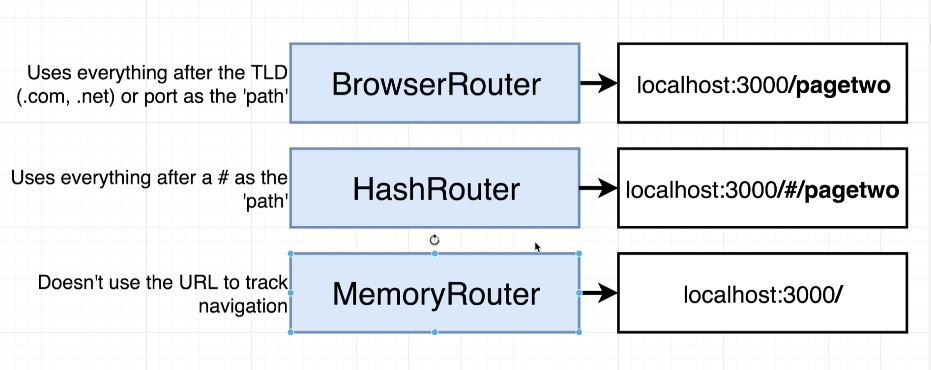 Uses everything after the TLD
(.com, .net) or port as the 'path'
BrowserRouter
localhost:3000/pagetwo
Uses everything after a # as the
'path'
HashRouter
localhost:3000/#/pagetwo
Doesn't use the URL to track
navigation
MemoryRouter
localhost:3000/